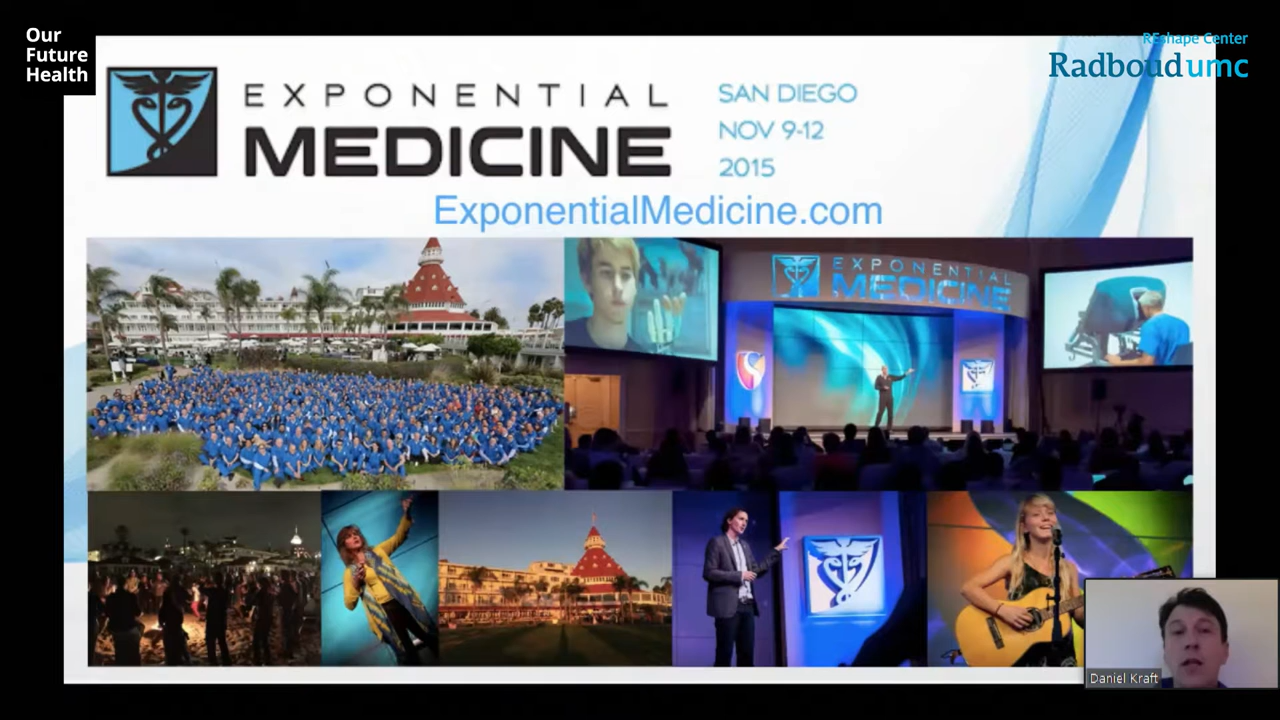 Our
Future
Health
REshape Center
Radboudumc
EXPONENTIAL
MEDICINE
SAN DIEGO
NOV 9-12
2015
ExponentialMedicine.com
EXPONENTIAL
MEDICINE
Daniel Kraft